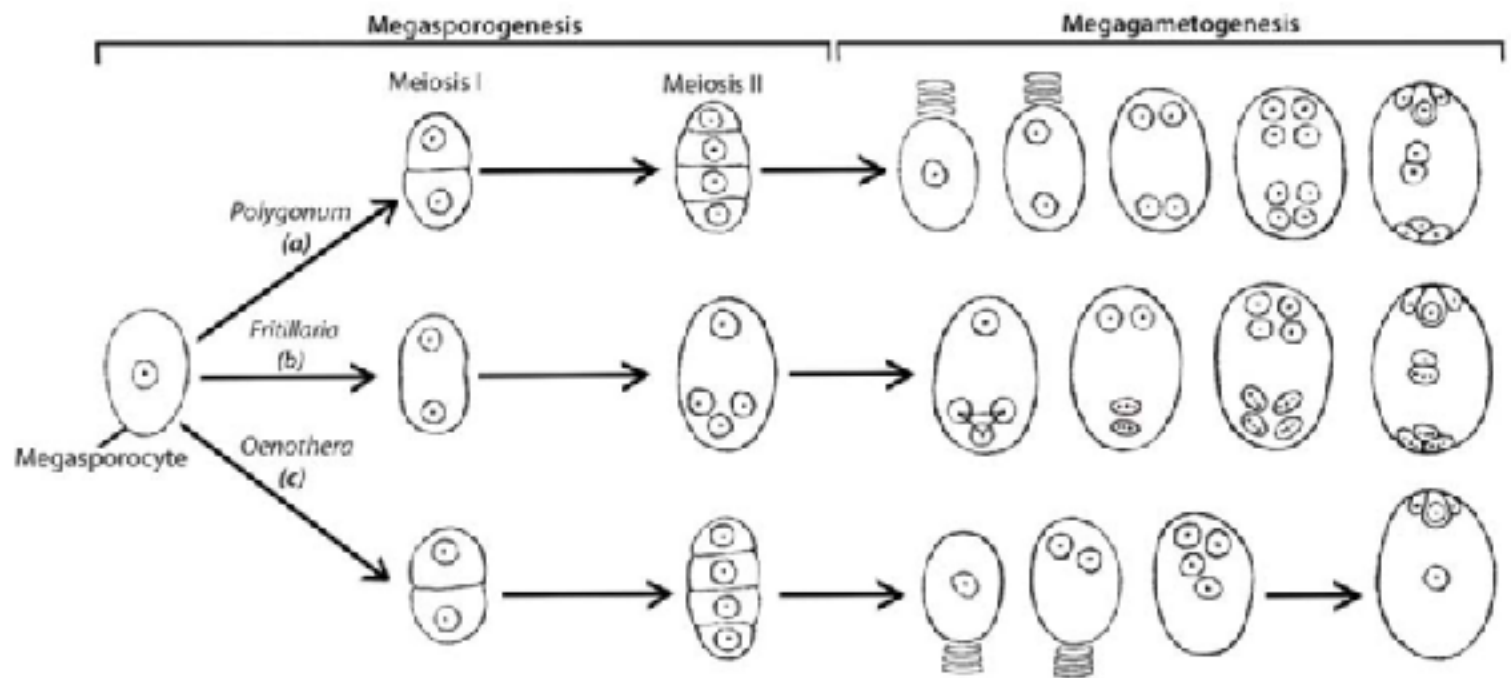 Megasporogenesis
Megagametogenesis
Meiosis I
Meiosis II
Polygonum
(a)
Fritillaria
(b)
Megasporocyte
Oenothera
(c)